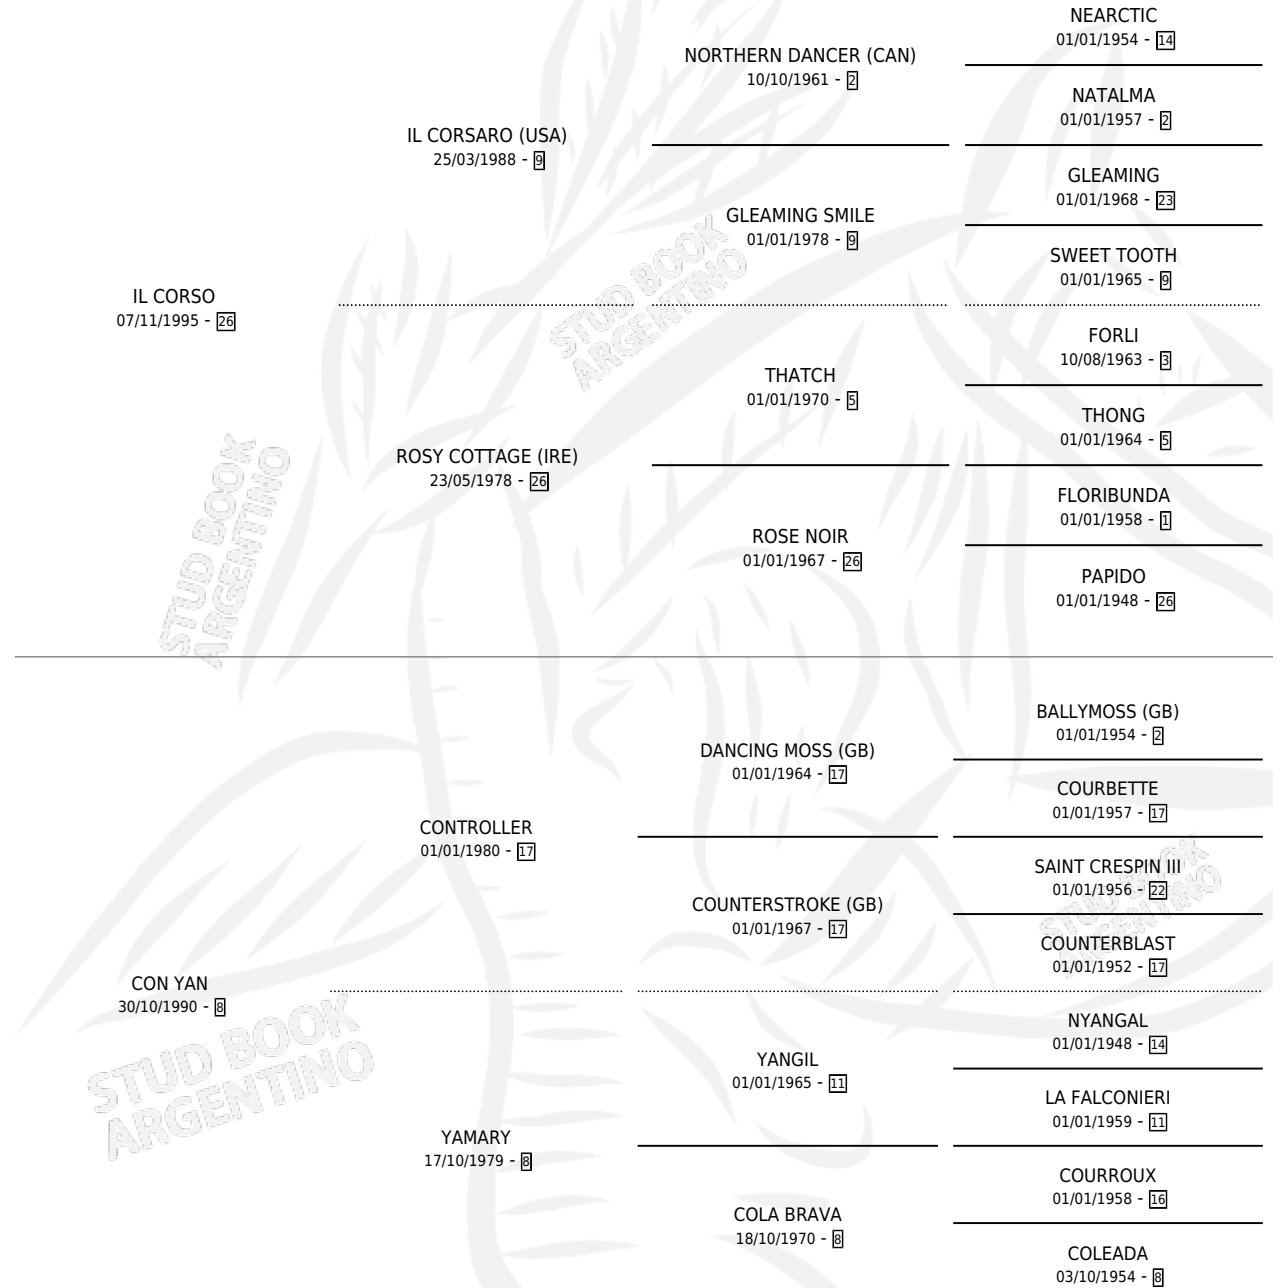 NEARCTIC
01/01/1954 - 14
NORTHERN DANCER (CAN)
10/10/1961 - 2
NATALMA
01/01/1957 - 2
IL CORSARO (USA)
25/03/1988 - 9
GLEAMING
01/01/1968 - 23
GLEAMING SMILE
01/01/1978 - 9
SWEET TOOTH
01/01/1965 - 9
IL CORSO
07/11/1995 - 26
FORLI
10/08/1963 - 3
THATCH
01/01/1970 - 5
THONG
01/01/1964 - 5
ROSY COTTAGE (IRE)
23/05/1978 - 26
FLORIBUNDA
01/01/1958 - 1
ROSE NOIR
01/01/1967 - 26
PAPIDO
01/01/1948 - 26
BALLYMOSS (GB)
01/01/1954 - 2
DANCING MOSS (GB)
01/01/1964 - 17
COURBETTE
01/01/1957 - 17
CONTROLLER
01/01/1980 - 17
SAINT CRESPIN III
01/01/1956 - 22
COUNTERSTROKE (GB)
01/01/1967 - 17
COUNTERBLAST
01/01/1952 - 17
CON YAN
30/10/1990 - 8
NYANGAL
01/01/1948 - 14
YANGIL
01/01/1965 - 11
LA FALCONIERI
01/01/1959 - 11
YAMARY
17/10/1979 - 8
COURROUX
01/01/1958 - 16
COLA BRAVA
18/10/1970 - 8
COLEADA
03/10/1954 - 8
STUD BOOK
ARGENTINO
STUD BOOK
ARGENTINO
STUD BOOK
ARGENTINO
STUD BOOK
ARGENTINO